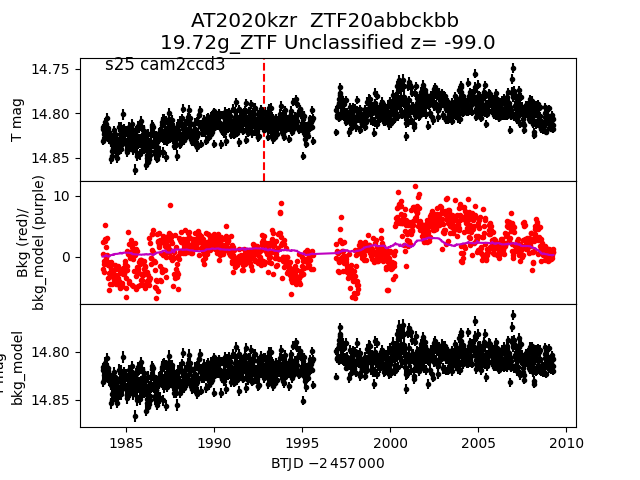 AT2020kzr  ZTF20abbckbb
19.72g_ZTF Unclassified z= -99.0
s25 cam2ccd3
14.75
14.80
14.85
T mag
10
0
Bkg (red)/
bkg_model (purple)
14.80
14.85
bkg_model
1985
1990
1995
2000
2005
2010
BTJD −2 457 000